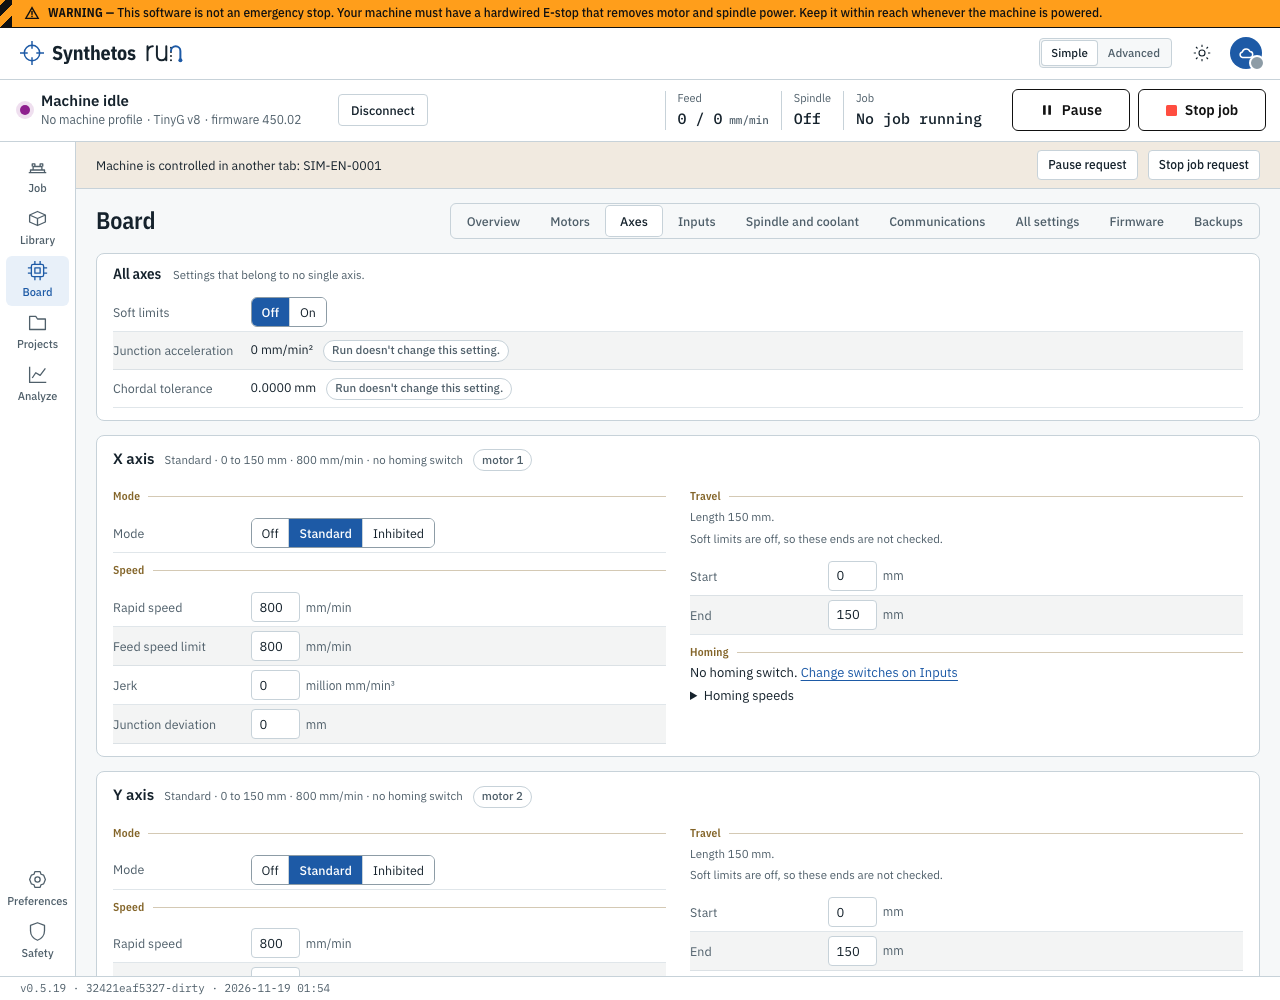 WARNING — This software is not an emergency stop. Your machine must have a hardwired E-stop that removes motor and spindle power. Keep it within reach whenever the machine is powered.
Synthetos run
Simple
Advanced
Machine idle
No machine profile · TinyG v8 · firmware 450.02
Disconnect
Feed
0 / 0 mm/min
Spindle
Off
Job
No job running
Pause
Stop job
Job
Library
Board
Projects
Analyze
Preferences
Safety
Machine is controlled in another tab: SIM-EN-0001
Pause request
Stop job request
Board
Overview
Motors
Axes
Inputs
Spindle and coolant
Communications
All settings
Firmware
Backups
All axes Settings that belong to no single axis.
Soft limits Off On
Junction acceleration 0 mm/min² Run doesn't change this setting.
Chordal tolerance 0.0000 mm Run doesn't change this setting.
X axis Standard · 0 to 150 mm · 800 mm/min · no homing switch motor 1
Mode
Mode Off Standard Inhibited
Speed
Rapid speed 800 mm/min
Feed speed limit 800 mm/min
Jerk 0 million mm/min³
Junction deviation 0 mm
Travel
Length 150 mm.
Soft limits are off, so these ends are not checked.
Start 0 mm
End 150 mm
Homing
No homing switch. Change switches on Inputs
Homing speeds
Y axis Standard · 0 to 150 mm · 800 mm/min · no homing switch motor 2
Mode
Mode Off Standard Inhibited
Speed
Rapid speed 800 mm/min
Travel
Length 150 mm.
Soft limits are off, so these ends are not checked.
Start 0 mm
End 150 mm
v0.5.19 · 32421eaf5327-dirty · 2026-11-19 01:54